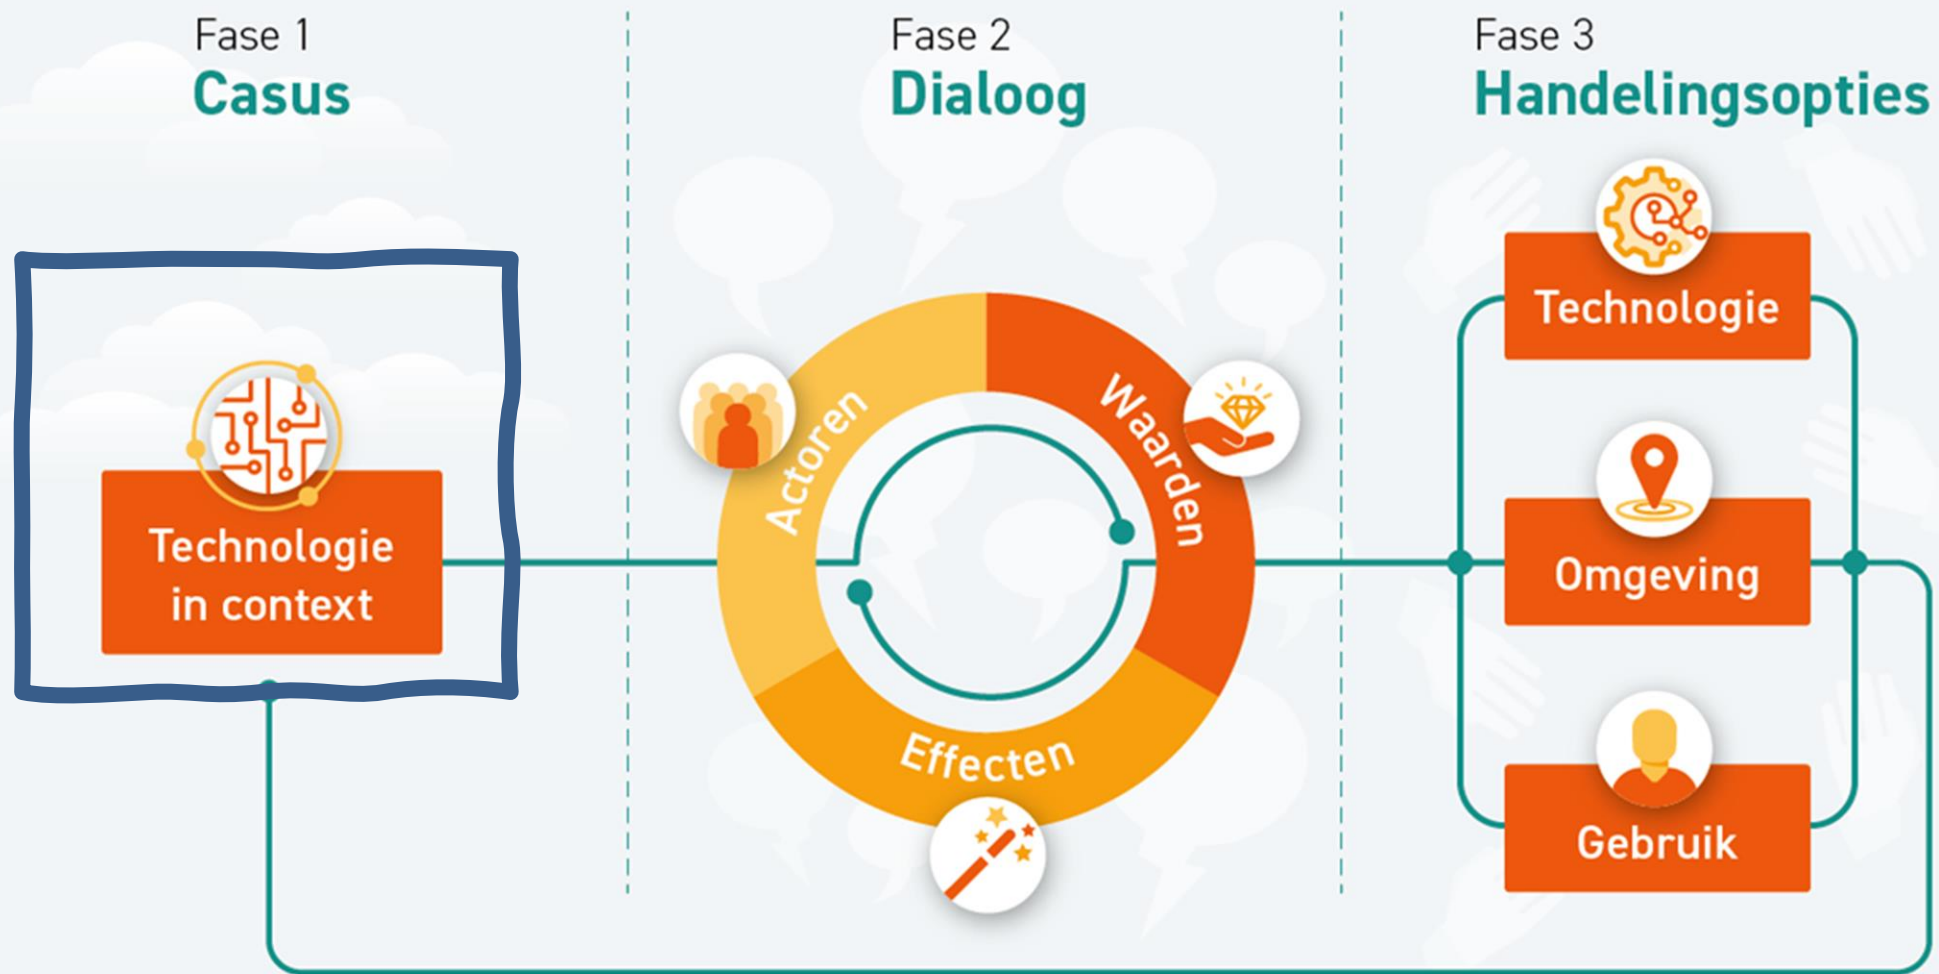 Fase 1
Casus
Technologie
in context
Fase 2
Dialoog
Actoren
Waarden
Effecten
Fase 3
Handelingsopties
Technologie
Omgeving
Gebruik